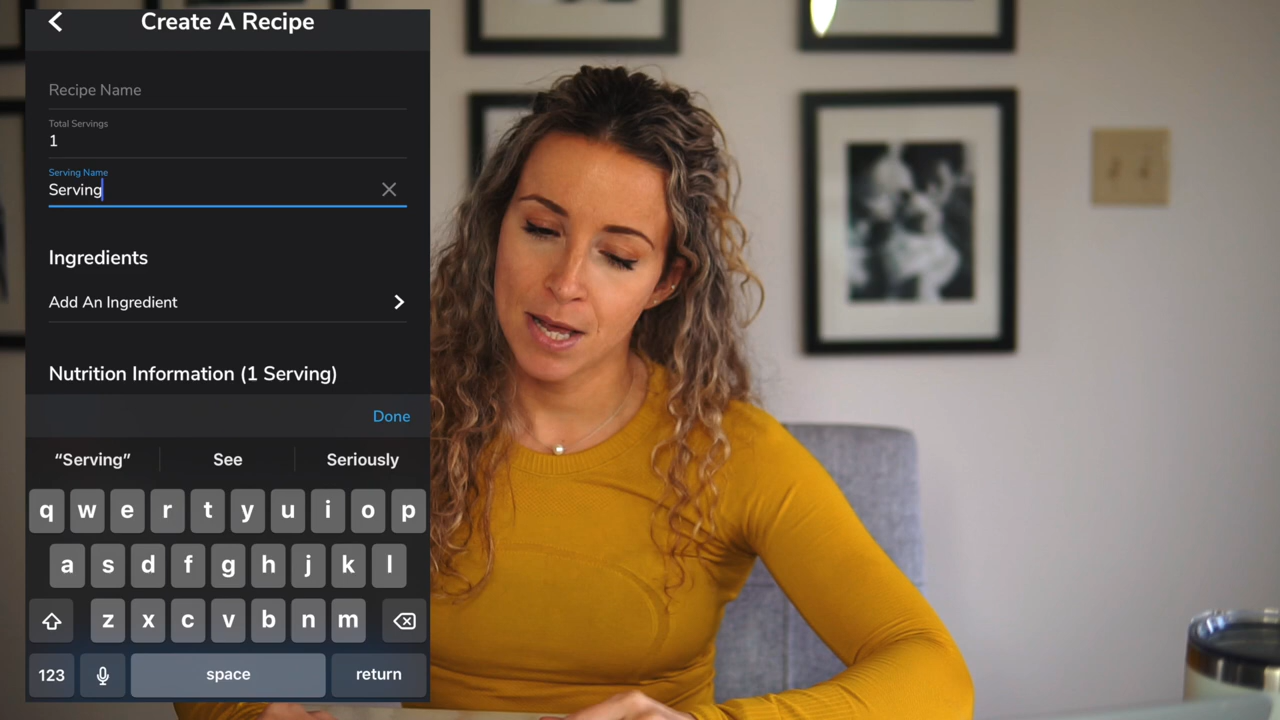 Create A Recipe
Recipe Name
Total Servings
1
Serving Name
Serving
Ingredients
Add An Ingredient
Nutrition Information (1 Serving)
Done
“Serving” See Seriously
q w e r t y u i o p
a s d f g h j k l
z x c v b n m
123 space return